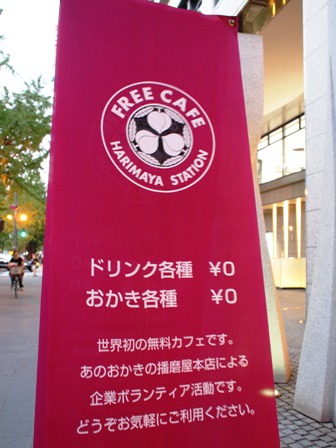 FREE CAFE
HARIMAYA STATION
ドリンク各種 ¥0
おかき各種 ¥0
世界初の無料カフェです。
あのおかきの播磨屋本店による
企業ボランティア活動です。
どうぞお気軽にご利用ください。